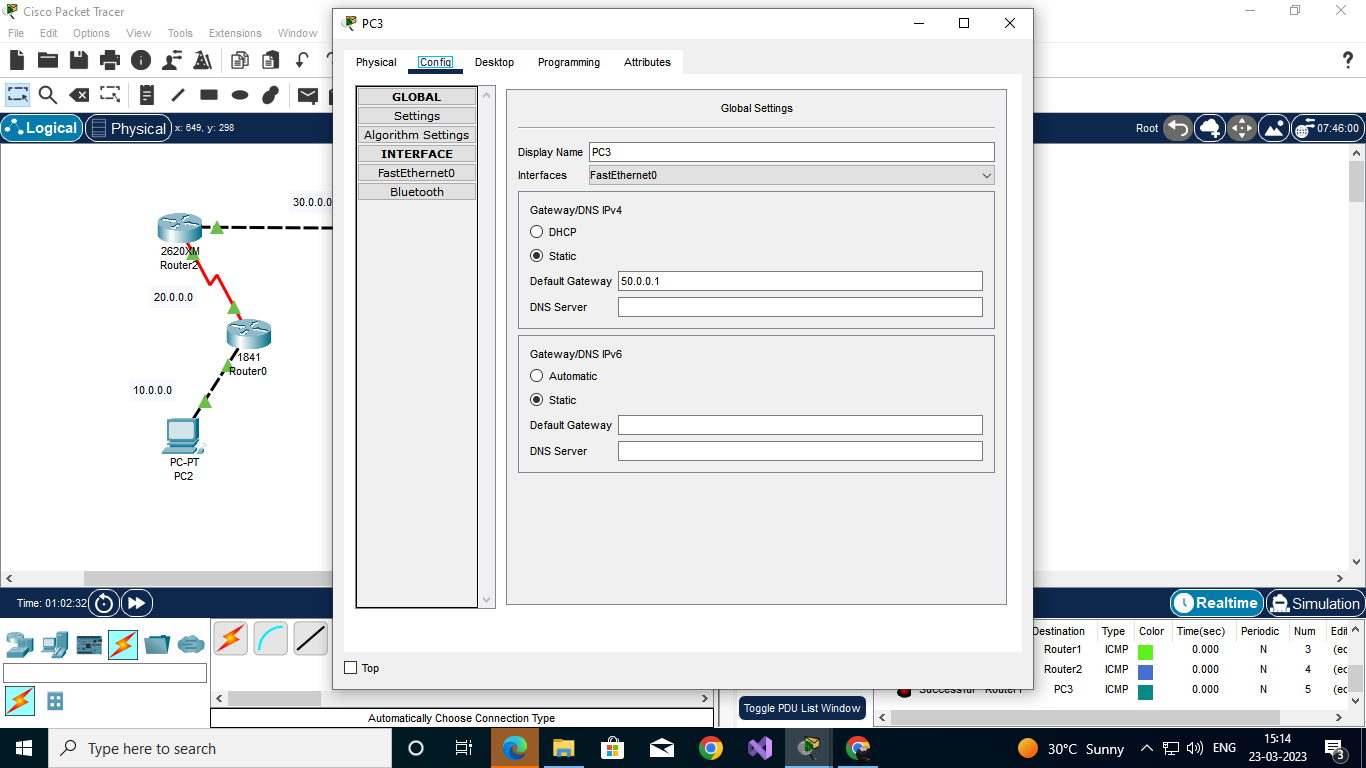 Cisco Packet Tracer
File Edit Options View Tools Extensions Window
Logical Physical x: 649, y: 298
Root 07:46:00
30.0.0.0
2620XM
Router2
20.0.0.0
1841
Router0
10.0.0.0
PC-PT
PC2
PC3
Physical Config Desktop Programming Attributes
GLOBAL
Settings
Algorithm Settings
INTERFACE
FastEthernet0
Bluetooth
Global Settings
Display Name PC3
Interfaces FastEthernet0
Gateway/DNS IPv4
DHCP
Static
Default Gateway 50.0.0.1
DNS Server
Gateway/DNS IPv6
Automatic
Static
Default Gateway
DNS Server
Top
Time: 01:02:32
Realtime Simulation
Automatically Choose Connection Type
Toggle PDU List Window
Destination Type Color Time(sec) Periodic Num Edi
Router1 ICMP 0.000 N 3 (ec
Router2 ICMP 0.000 N 4 (ec
Successful Router1 PC3 ICMP 0.000 N 5 (ec
Type here to search
30°C Sunny
ENG
15:14
23-03-2023
3